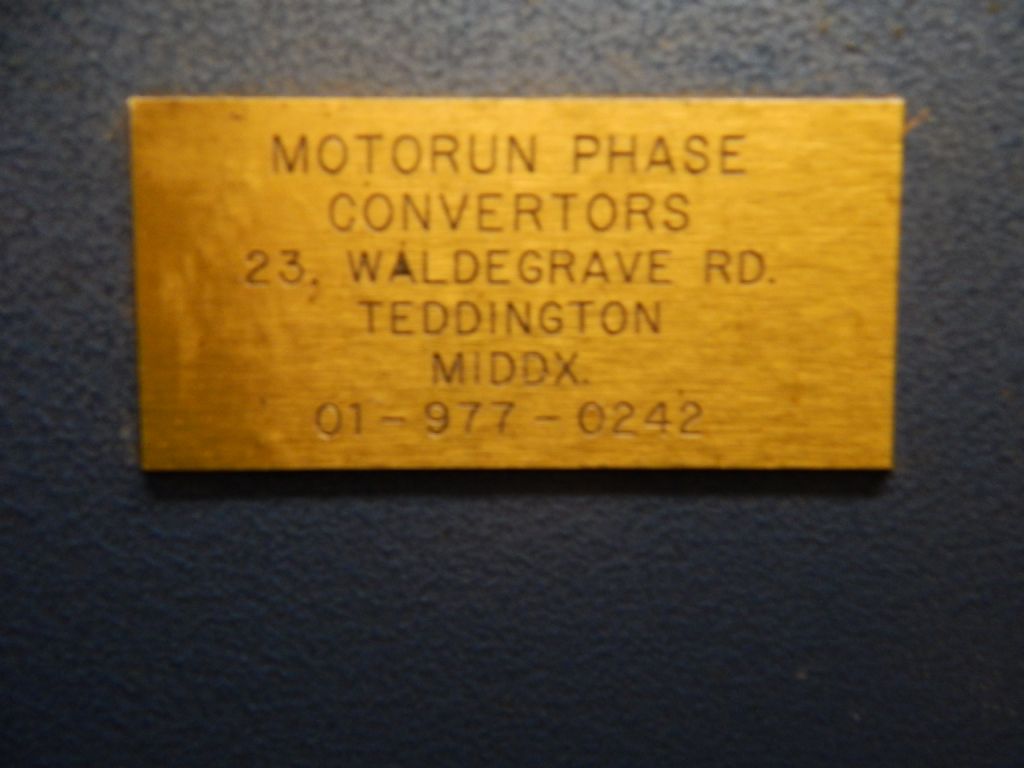 MOTORUN PHASE
CONVERTORS
23, WALDEGRAVE RD.
TEDDINGTON
MIDDX.
01-977-0242